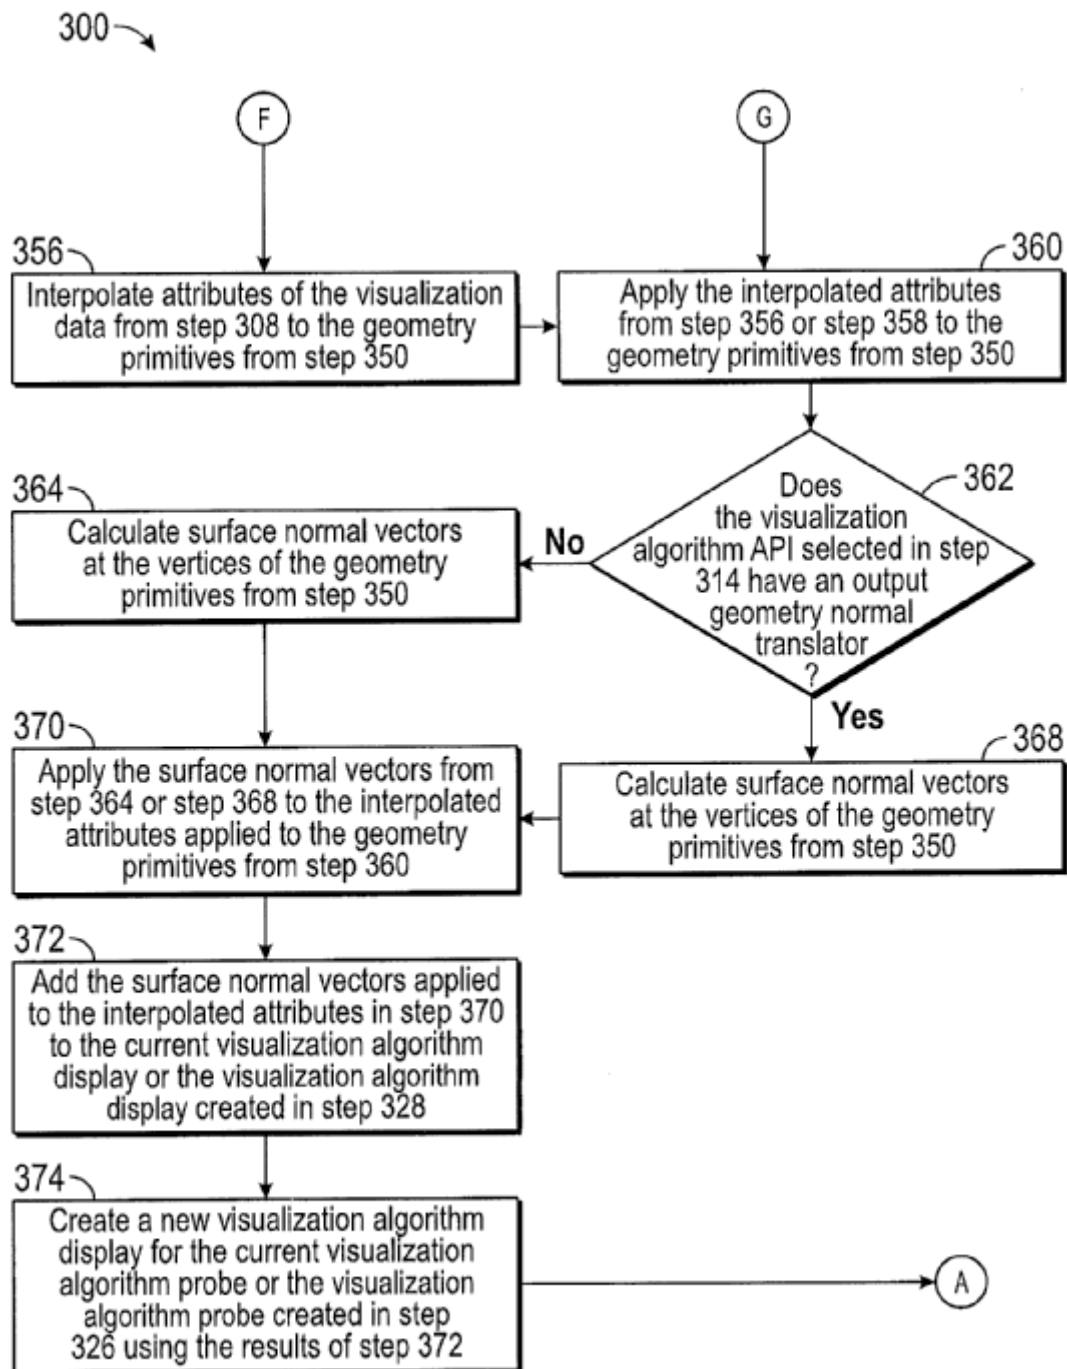 300
F
G
356
Interpolate attributes of the visualization
data from step 308 to the geometry
primitives from step 350
360
Apply the interpolated attributes
from step 356 or step 358 to the
geometry primitives from step 350
362
Does
the visualization
algorithm API selected in step
314 have an output
geometry normal
translator
?
No
Yes
364
Calculate surface normal vectors
at the vertices of the geometry
primitives from step 350
368
Calculate surface normal vectors
at the vertices of the geometry
primitives from step 350
370
Apply the surface normal vectors from
step 364 or step 368 to the interpolated
attributes applied to the geometry
primitives from step 360
372
Add the surface normal vectors applied
to the interpolated attributes in step 370
to the current visualization algorithm
display or the visualization algorithm
display created in step 328
374
Create a new visualization algorithm
display for the current visualization
algorithm probe or the visualization
algorithm probe created in step
326 using the results of step 372
A